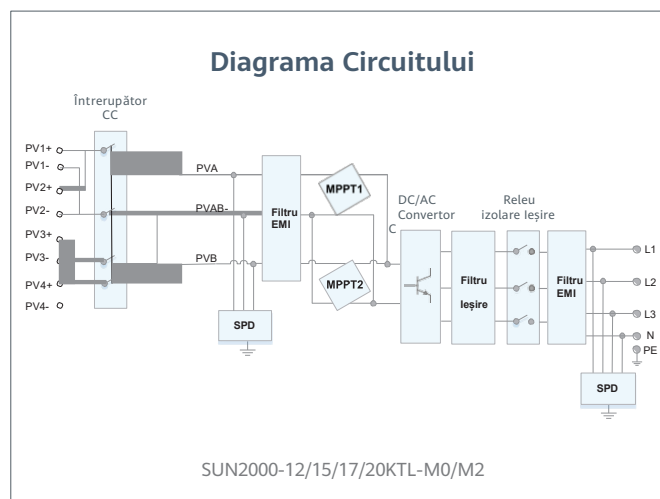 Diagrama Circuitului
Întrerupător
CC
PV1+
PV1-
PV2+
PV2-
PV3+
PV3-
PV4+
PV4-
PVA
PVAB-
PVB
Filtru
EMI
SPD
MPPT1
MPPT2
DC/AC
Convertor
C
Filtru
Ieșire
Releu
izolare Ieșire
Filtru
EMI
L1
L2
L3
N
PE
SPD
SUN2000-12/15/17/20KTL-M0/M2